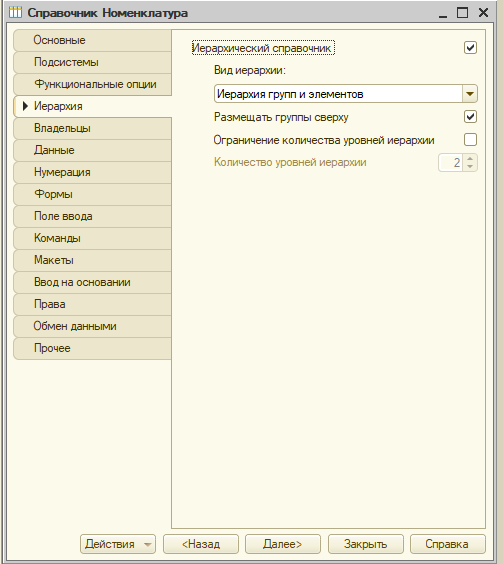 Справочник Номенклатура
Основные
Подсистемы
Функциональные опции
Иерархия
Владельцы
Данные
Нумерация
Формы
Поле ввода
Команды
Макеты
Ввод на основании
Права
Обмен данными
Прочее
Иерархический справочник
Вид иерархии:
Иерархия групп и элементов
Размещать группы сверху
Ограничение количества уровней иерархии
Количество уровней иерархии 2
Действия <Назад Далее> Закрыть Справка